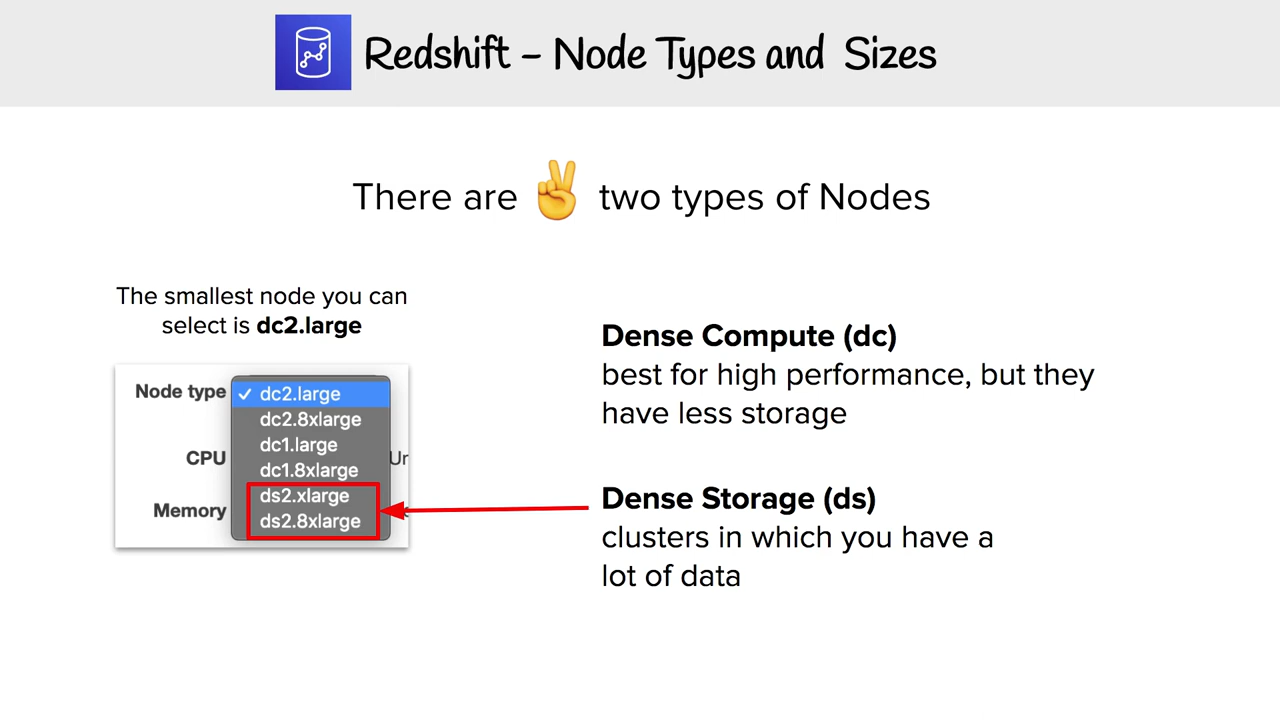 Redshift – Node Types and Sizes
There are ✌ two types of Nodes
The smallest node you can
select is dc2.large
Node type
✓ dc2.large
dc2.8xlarge
dc1.large
dc1.8xlarge
ds2.xlarge
ds2.8xlarge
CPU
Memory
Dense Compute (dc)
best for high performance, but they
have less storage
Dense Storage (ds)
clusters in which you have a
lot of data